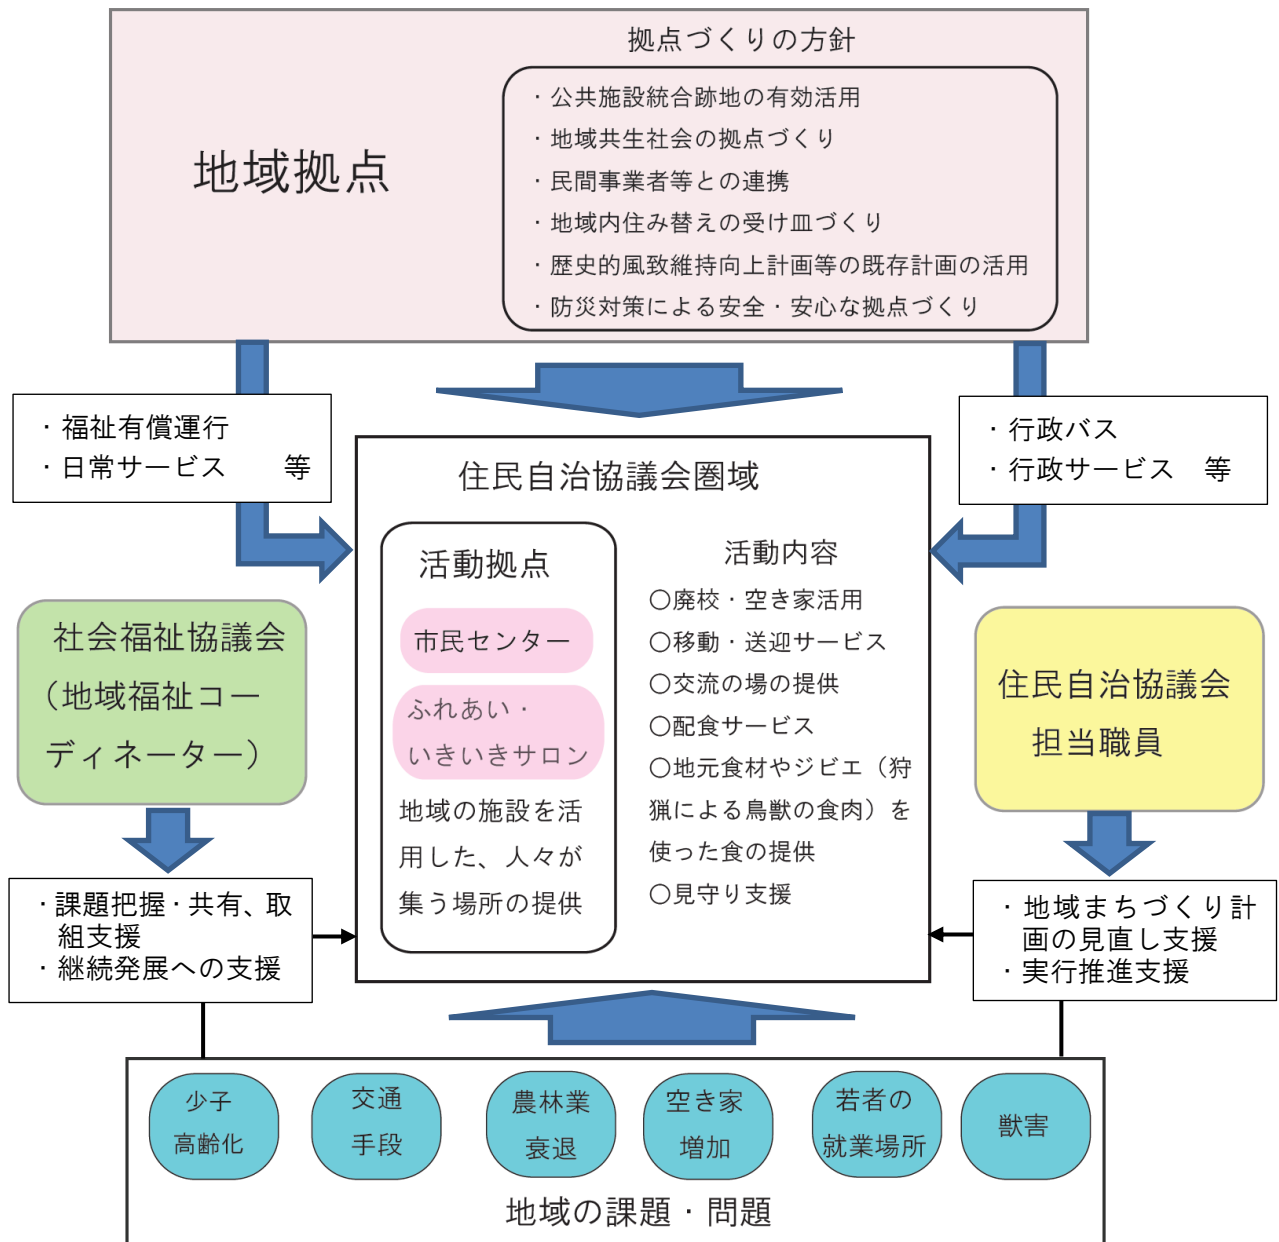 拠点づくりの方針
地域拠点
・公共施設統合跡地の有効活用
・地域共生社会の拠点づくり
・民間事業者等との連携
・地域内住み替えの受け皿づくり
・歴史的風致維持向上計画等の既存計画の活用
・防災対策による安全・安心な拠点づくり
・福祉有償運行
・日常サービス 等
・行政バス
・行政サービス 等
住民自治協議会圏域
活動拠点
市民センター
ふれあい・
いきいきサロン
地域の施設を活
用した、人々が
集う場所の提供
活動内容
〇廃校・空き家活用
〇移動・送迎サービス
〇交流の場の提供
〇配食サービス
〇地元食材やジビエ（狩
猟による鳥獣の食肉）を
使った食の提供
〇見守り支援
社会福祉協議会
（地域福祉コー
ディネーター）
住民自治協議会
担当職員
・課題把握・共有、取
組支援
・継続発展への支援
・地域まちづくり計
画の見直し支援
・実行推進支援
少子
高齢化
交通
手段
農林業
衰退
空き家
増加
若者の
就業場所
獣害
地域の課題・問題